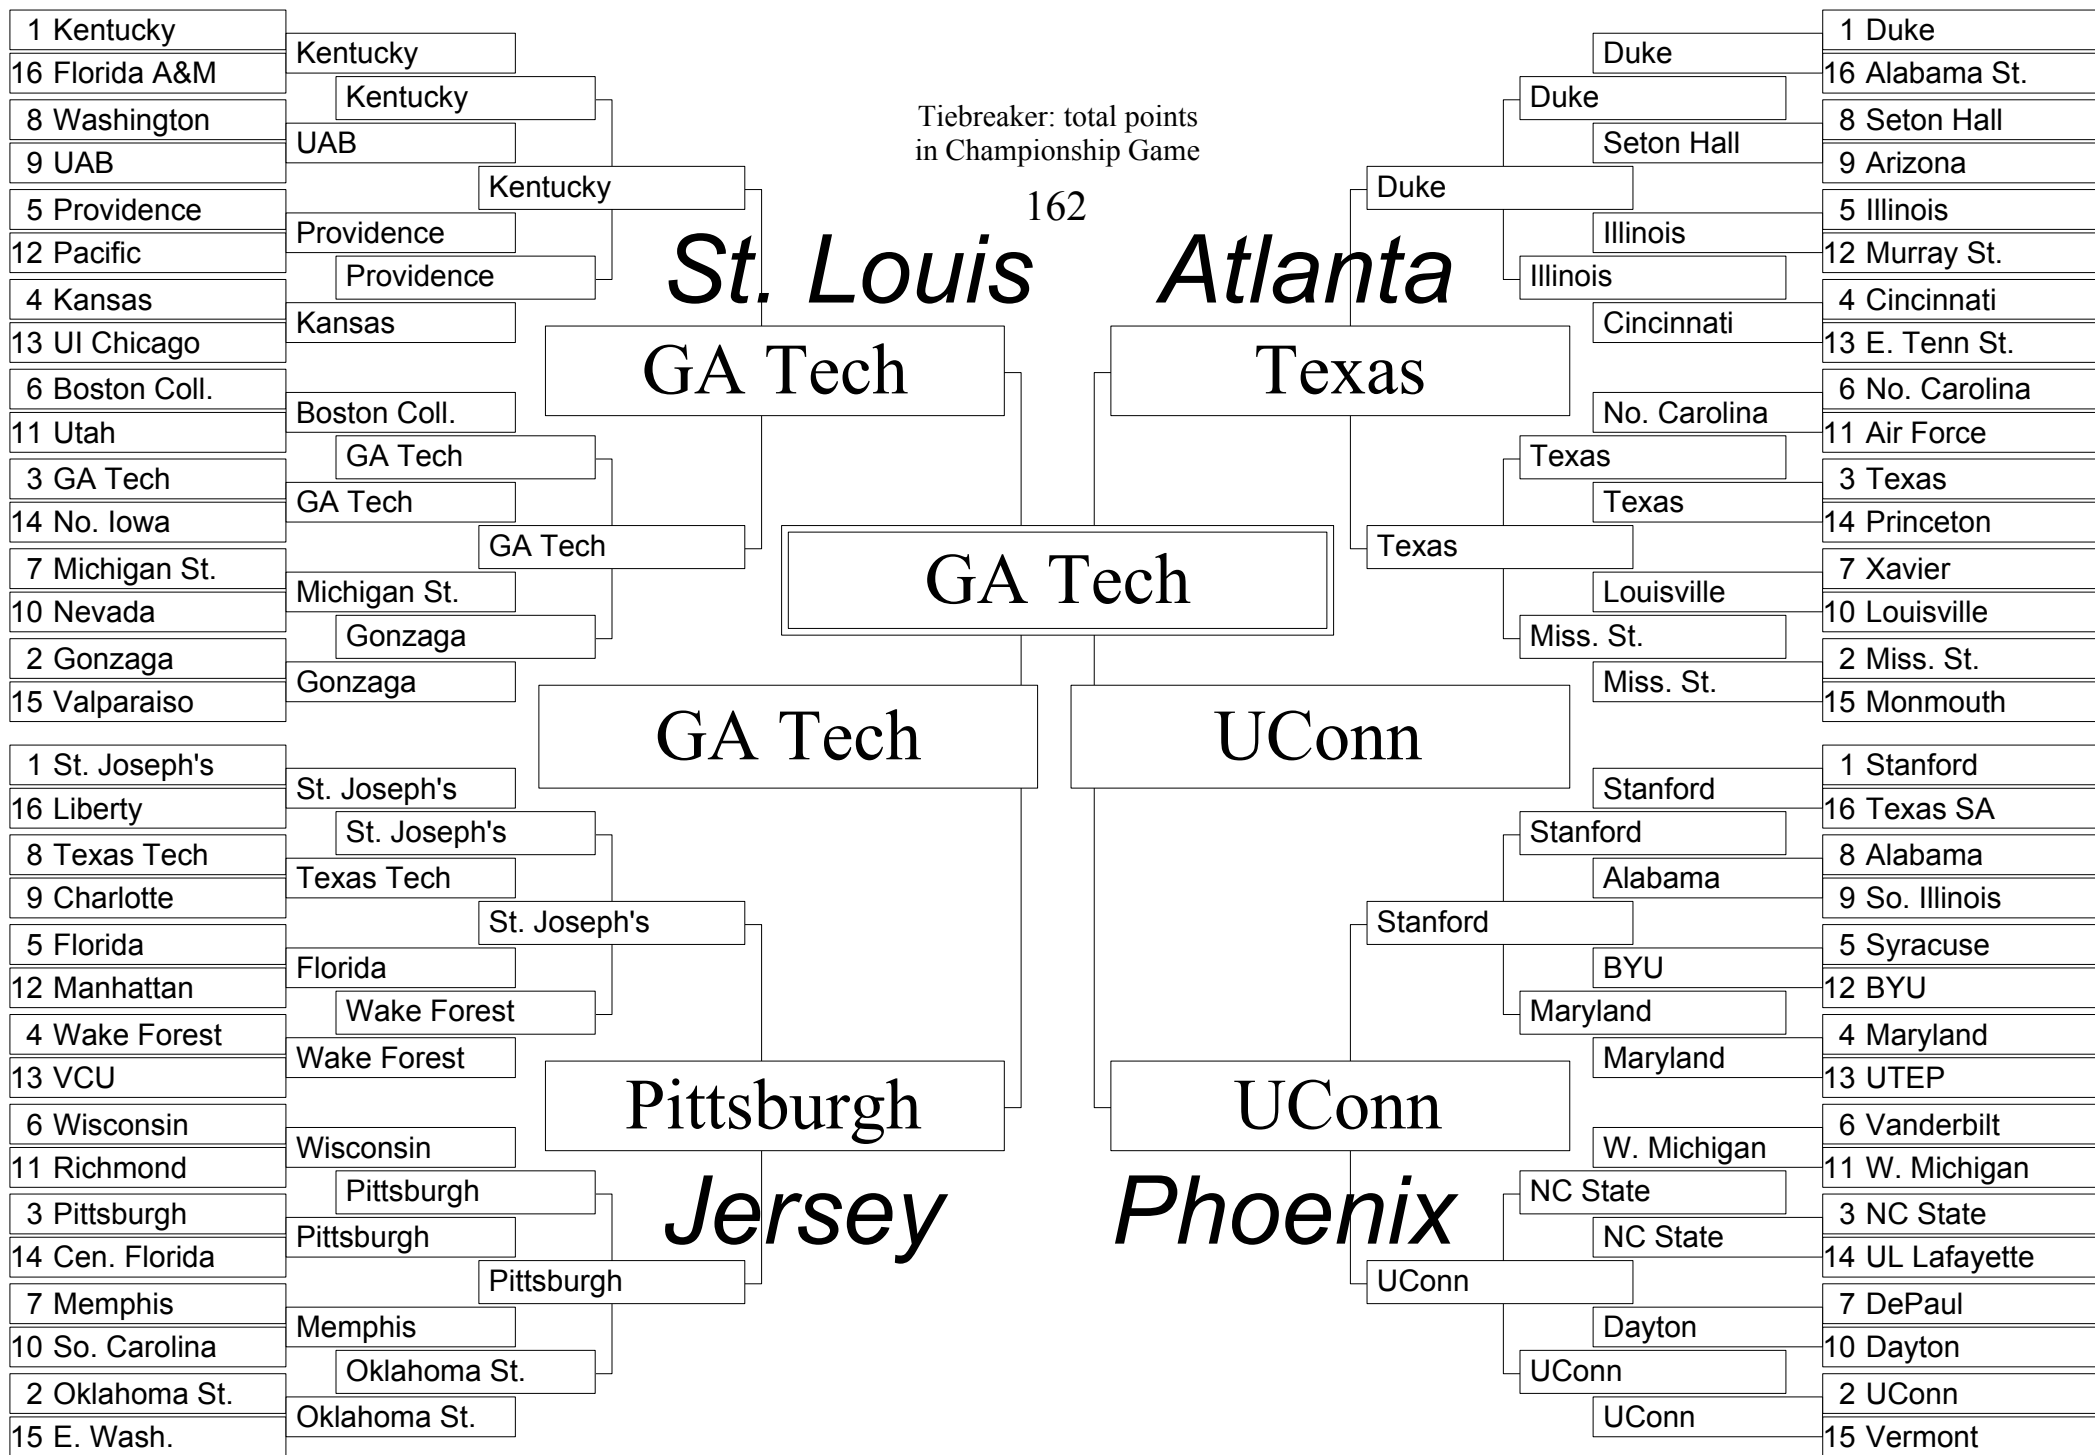 1 Kentucky
16 Florida A&M
8 Washington
9 UAB
5 Providence
12 Pacific
4 Kansas
13 UI Chicago
6 Boston Coll.
11 Utah
3 GA Tech
14 No. Iowa
7 Michigan St.
10 Nevada
2 Gonzaga
15 Valparaiso
Kentucky
UAB
Providence
Kansas
Boston Coll.
GA Tech
Michigan St.
Gonzaga
Kentucky
Providence
GA Tech
Gonzaga
Kentucky
GA Tech
St. Louis
GA Tech
1 St. Joseph's
16 Liberty
8 Texas Tech
9 Charlotte
5 Florida
12 Manhattan
4 Wake Forest
13 VCU
6 Wisconsin
11 Richmond
3 Pittsburgh
14 Cen. Florida
7 Memphis
10 So. Carolina
2 Oklahoma St.
15 E. Wash.
St. Joseph's
Texas Tech
Florida
Wake Forest
Wisconsin
Pittsburgh
Memphis
Oklahoma St.
St. Joseph's
Wake Forest
Pittsburgh
Oklahoma St.
St. Joseph's
Pittsburgh
Pittsburgh
Jersey
Tiebreaker: total points
in Championship Game
162
GA Tech
GA Tech
UConn
Atlanta
Texas
Duke
Texas
Duke
Illinois
Texas
Miss. St.
Duke
Seton Hall
Illinois
Cincinnati
No. Carolina
Texas
Louisville
Miss. St.
1 Duke
16 Alabama St.
8 Seton Hall
9 Arizona
5 Illinois
12 Murray St.
4 Cincinnati
13 E. Tenn St.
6 No. Carolina
11 Air Force
3 Texas
14 Princeton
7 Xavier
10 Louisville
2 Miss. St.
15 Monmouth
UConn
Phoenix
Stanford
UConn
Stanford
Maryland
NC State
UConn
Stanford
Alabama
BYU
Maryland
W. Michigan
NC State
Dayton
UConn
1 Stanford
16 Texas SA
8 Alabama
9 So. Illinois
5 Syracuse
12 BYU
4 Maryland
13 UTEP
6 Vanderbilt
11 W. Michigan
3 NC State
14 UL Lafayette
7 DePaul
10 Dayton
2 UConn
15 Vermont